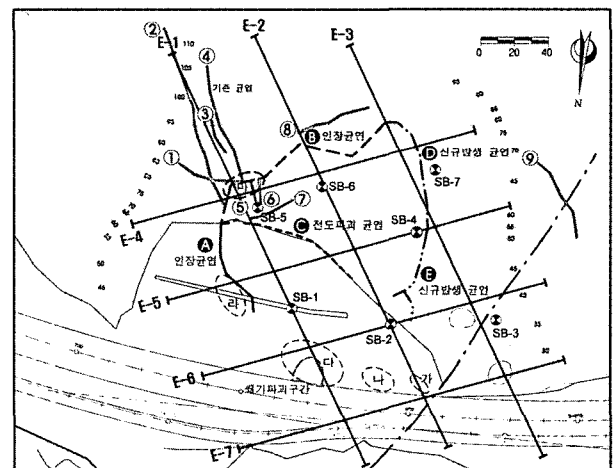 ②
E-1
④
E-2
E-3
0 20 40
N
110
105
100
기존 균열
③
①
⑧
B 인장균열
D 신규발생 균열
⑨
SB-7
마
SB-6
⑤
⑥
⑦
SB-5
E-4
C 전도파괴 균열
SB-4
A
인장균열
E
신규발생 균열
E-5
라
SB-1
SB-2
SB-3
E-6
다
나
가
초기파괴구간
E-7